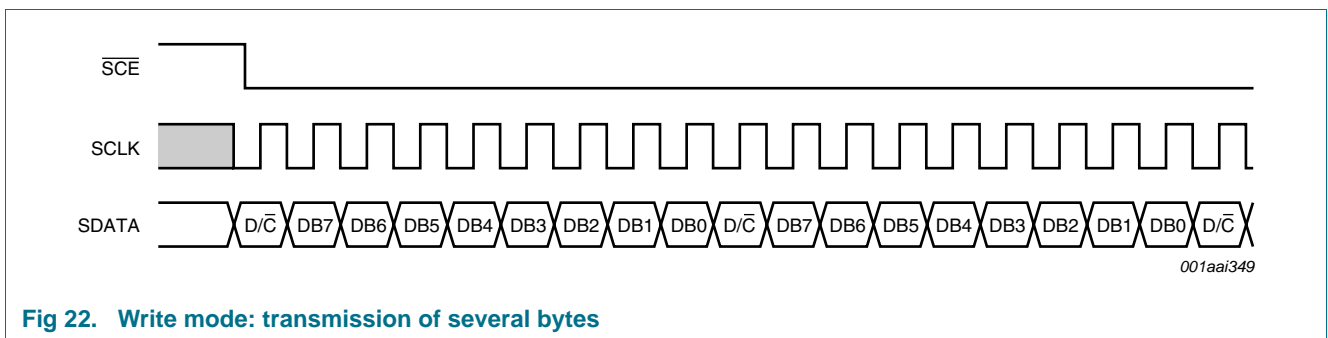 S̅C̅E̅
SCLK
SDATA
D/C̅ DB7 DB6 DB5 DB4 DB3 DB2 DB1 DB0 D/C̅ DB7 DB6 DB5 DB4 DB3 DB2 DB1 DB0 D/C̅
001aai349
Fig 22. Write mode: transmission of several bytes